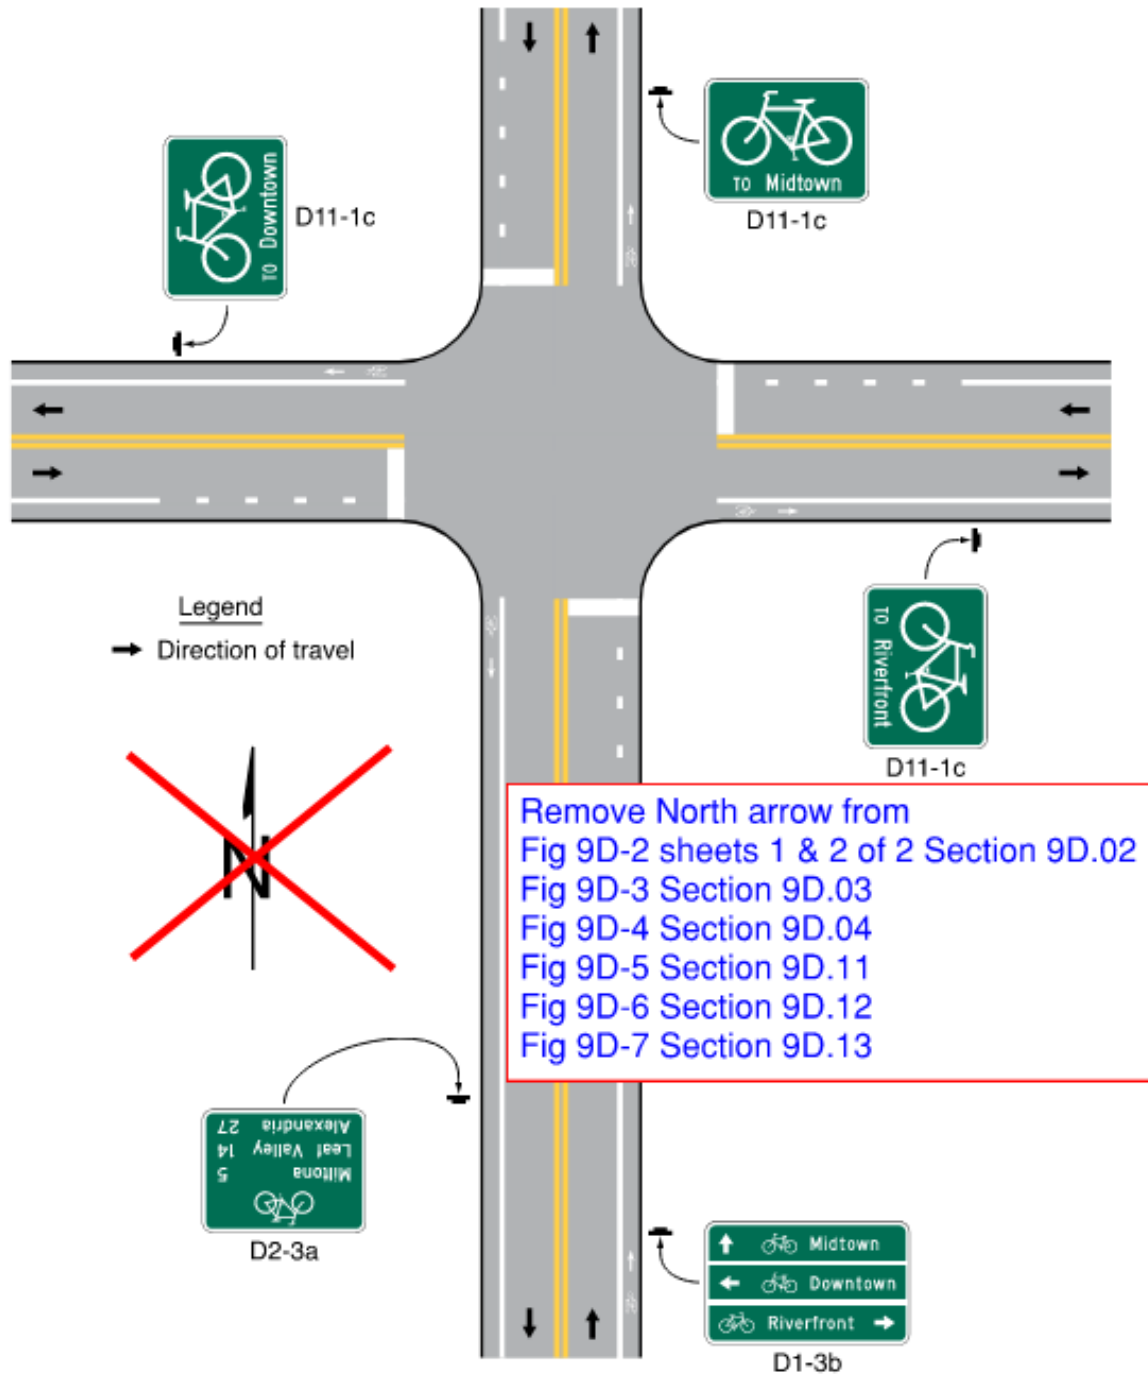 TO Midtown
D11-1c
TO Downtown
D11-1c
Legend
Direction of travel
TO Riverfront
D11-1c
N
Remove North arrow from
Fig 9D-2 sheets 1 & 2 of 2 Section 9D.02
Fig 9D-3 Section 9D.03
Fig 9D-4 Section 9D.04
Fig 9D-5 Section 9D.11
Fig 9D-6 Section 9D.12
Fig 9D-7 Section 9D.13
Miltona 5
Leaf Valley 14
Alexandria 27
D2-3a
Midtown
Downtown
Riverfront
D1-3b